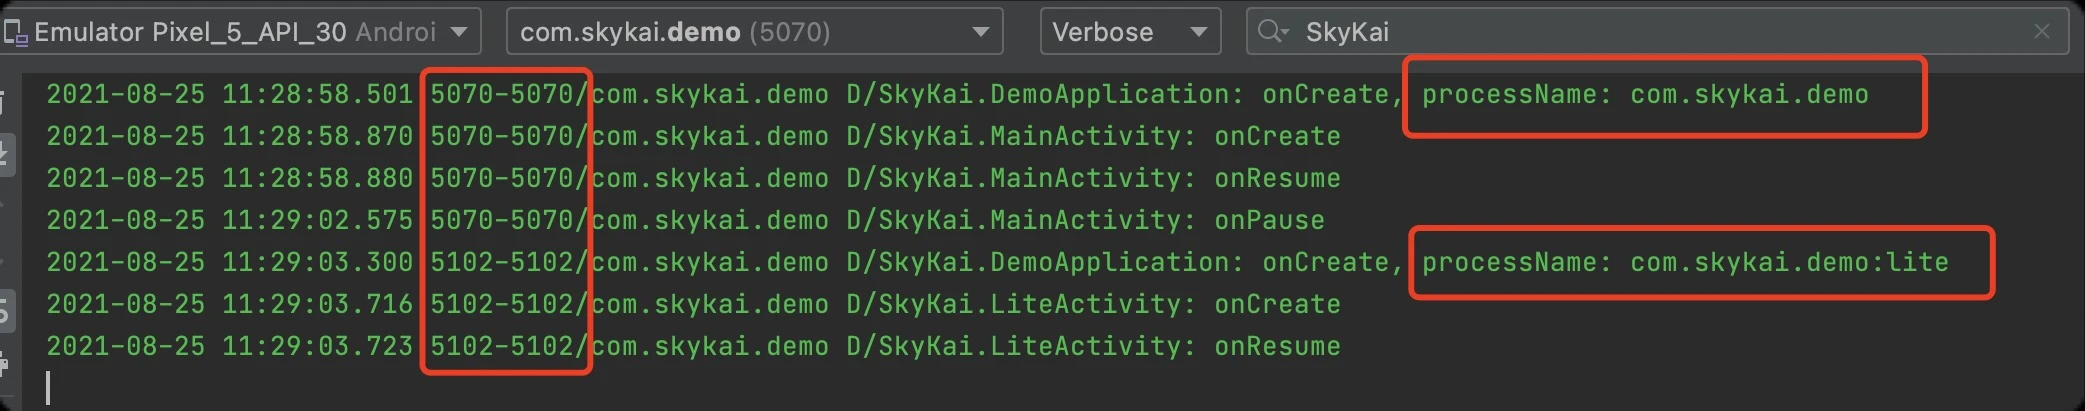 Emulator Pixel_5_API_30 Androi com.skykai.demo (5070) Verbose SkyKai
2021-08-25 11:28:58.501 5070-5070/com.skykai.demo D/SkyKai.DemoApplication: onCreate, processName: com.skykai.demo
2021-08-25 11:28:58.870 5070-5070/com.skykai.demo D/SkyKai.MainActivity: onCreate
2021-08-25 11:28:58.880 5070-5070/com.skykai.demo D/SkyKai.MainActivity: onResume
2021-08-25 11:29:02.575 5070-5070/com.skykai.demo D/SkyKai.MainActivity: onPause
2021-08-25 11:29:03.300 5102-5102/com.skykai.demo D/SkyKai.DemoApplication: onCreate, processName: com.skykai.demo:lite
2021-08-25 11:29:03.716 5102-5102/com.skykai.demo D/SkyKai.LiteActivity: onCreate
2021-08-25 11:29:03.723 5102-5102/com.skykai.demo D/SkyKai.LiteActivity: onResume